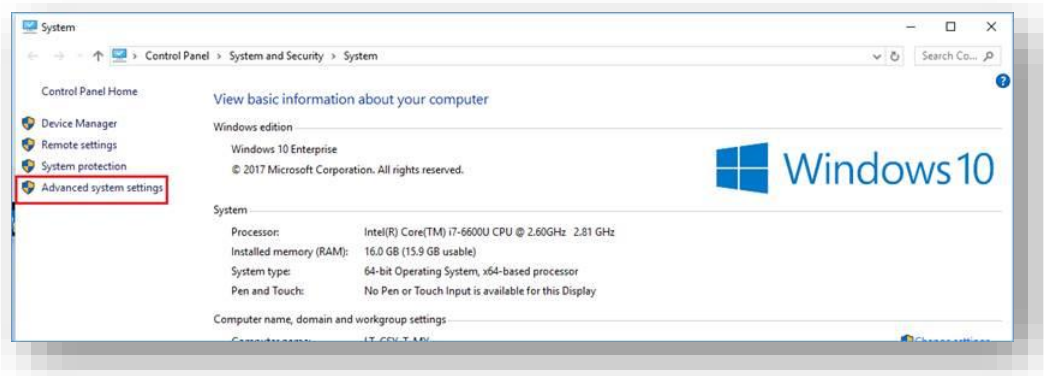 System
Control Panel > System and Security > System
Search Co...
Control Panel Home
Device Manager
Remote settings
System protection
Advanced system settings
View basic information about your computer
Windows edition
Windows 10 Enterprise
© 2017 Microsoft Corporation. All rights reserved.
Windows 10
System
Processor: Intel(R) Core(TM) i7-6600U CPU @ 2.60GHz 2.81 GHz
Installed memory (RAM): 16.0 GB (15.9 GB usable)
System type: 64-bit Operating System, x64-based processor
Pen and Touch: No Pen or Touch Input is available for this Display
Computer name, domain and workgroup settings
Computer name:
Change settings